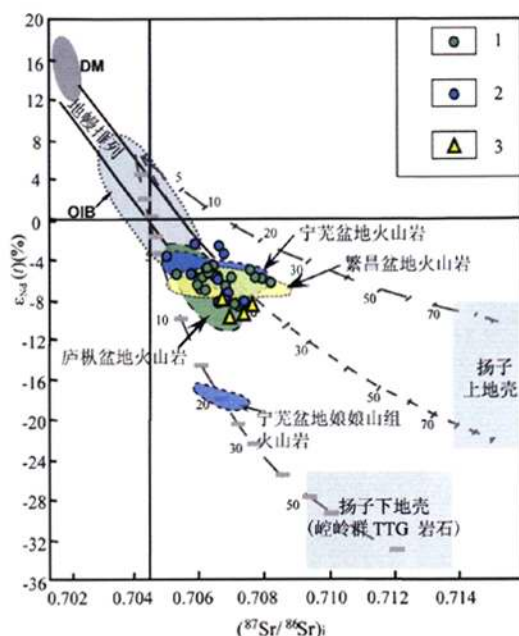 20
16
12
8
4
0
-4
-8
-12
-16
-20
-24
-28
-32
-36
εNd(t)(%)
DM
地幔排列
OIB
1
2
3
5
10
20
30
50
70
宁芜盆地火山岩
繁昌盆地火山岩
10
庐枞盆地火山岩
30
50
70
扬子
上地壳
20
宁芜盆地娘娘山组
火山岩
30
50
扬子下地壳
(崆岭群TTG 岩石)
0.702
0.704
0.706
0.708
0.710
0.712
0.714
(⁸⁷Sr/⁸⁶Sr)i